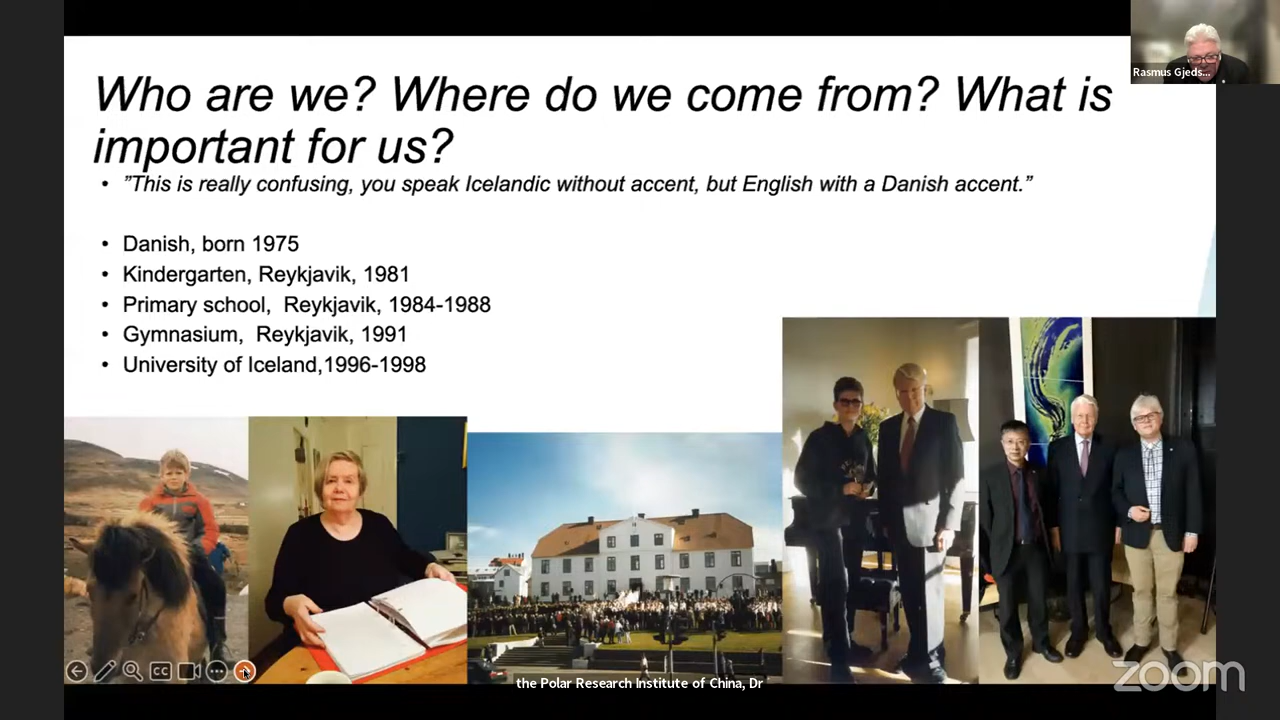 Rasmus Gjeds...
Who are we? Where do we come from? What is
important for us?
• ”This is really confusing, you speak Icelandic without accent, but English with a Danish accent.”
• Danish, born 1975
• Kindergarten, Reykjavik, 1981
• Primary school,  Reykjavik, 1984-1988
• Gymnasium,  Reykjavik, 1991
• University of Iceland,1996-1998
CC
the Polar Research Institute of China, Dr
zoom